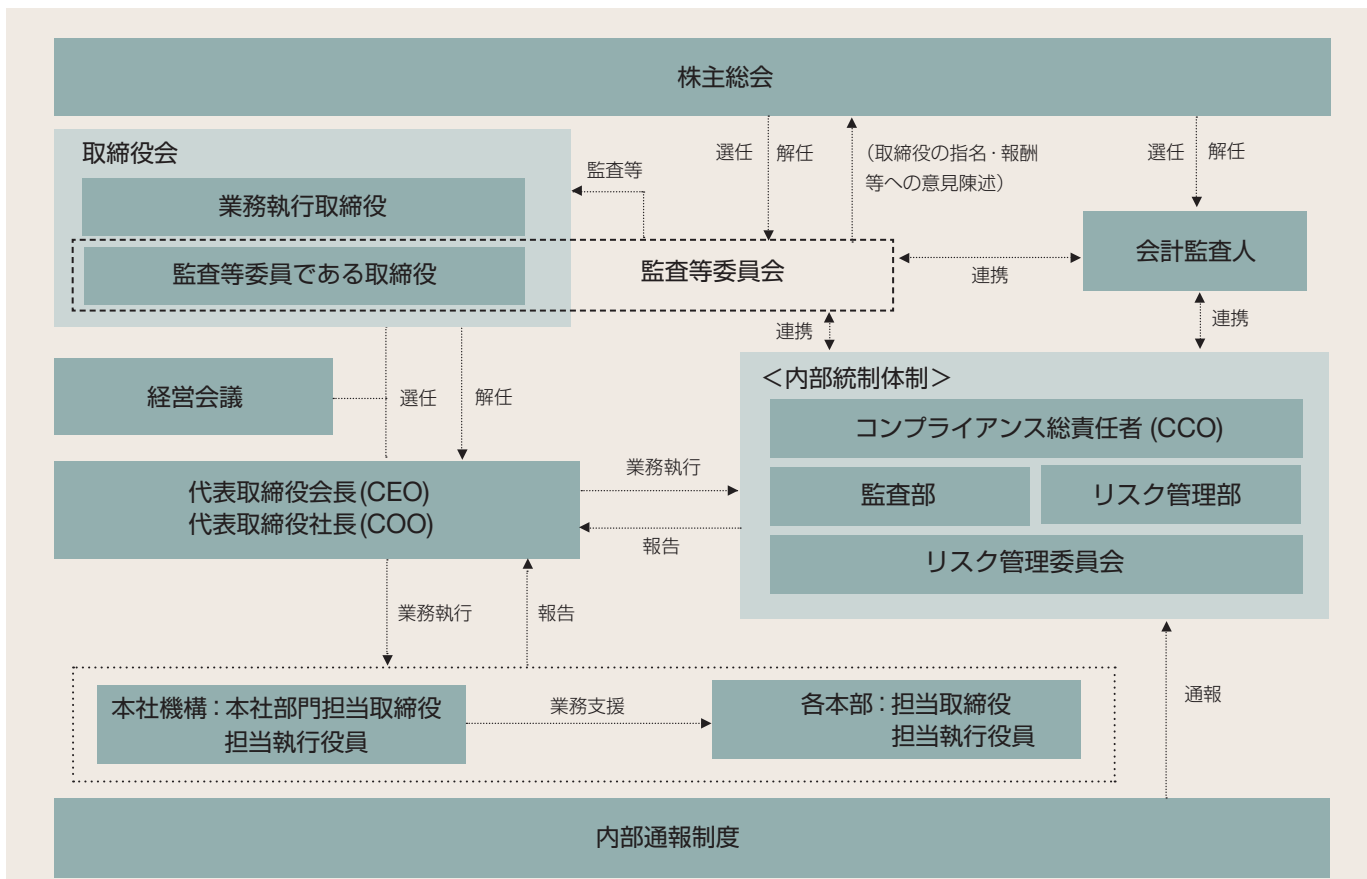 株主総会
取締役会
業務執行取締役
監査等委員である取締役
監査等
選任
解任
（取締役の指名・報酬
等への意見陳述）
選任
解任
監査等委員会
連携
会計監査人
連携
連携
経営会議
選任
解任
＜内部統制体制＞
コンプライアンス総責任者 (CCO)
監査部
リスク管理部
リスク管理委員会
代表取締役会長(CEO)
代表取締役社長(COO)
業務執行
報告
業務執行
報告
本社機構：本社部門担当取締役
担当執行役員
業務支援
各本部：担当取締役
担当執行役員
通報
内部通報制度